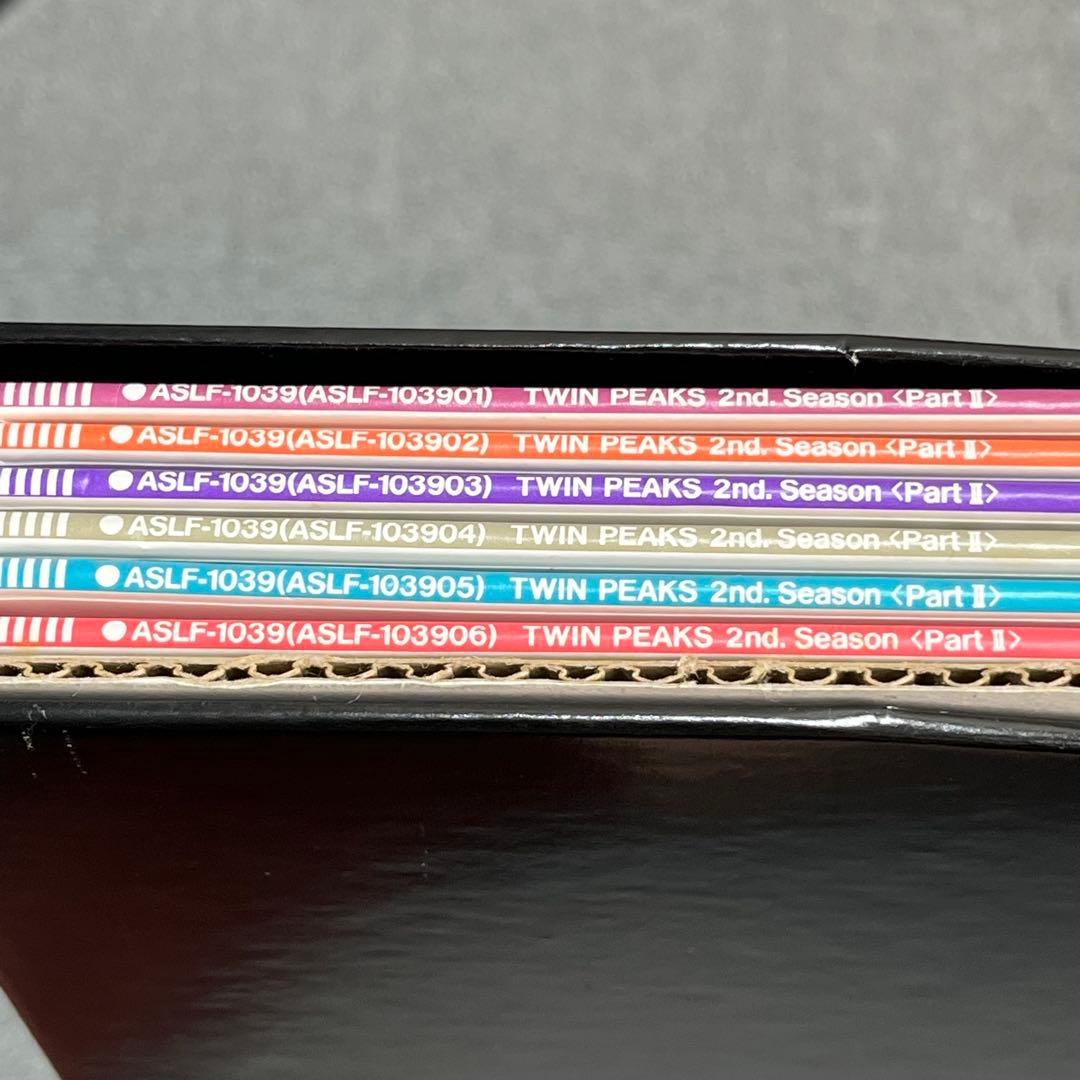 ●ASLF-1039(ASLF-103901) TWIN PEAKS 2nd. Season <Part II>
●ASLF-1039(ASLF-103902) TWIN PEAKS 2nd. Season <Part II>
●ASLF-1039(ASLF-103903) TWIN PEAKS 2nd. Season <Part II>
●ASLF-1039(ASLF-103904) TWIN PEAKS 2nd. Season <Part II>
●ASLF-1039(ASLF-103905) TWIN PEAKS 2nd. Season <Part II>
●ASLF-1039(ASLF-103906) TWIN PEAKS 2nd. Season <Part II>